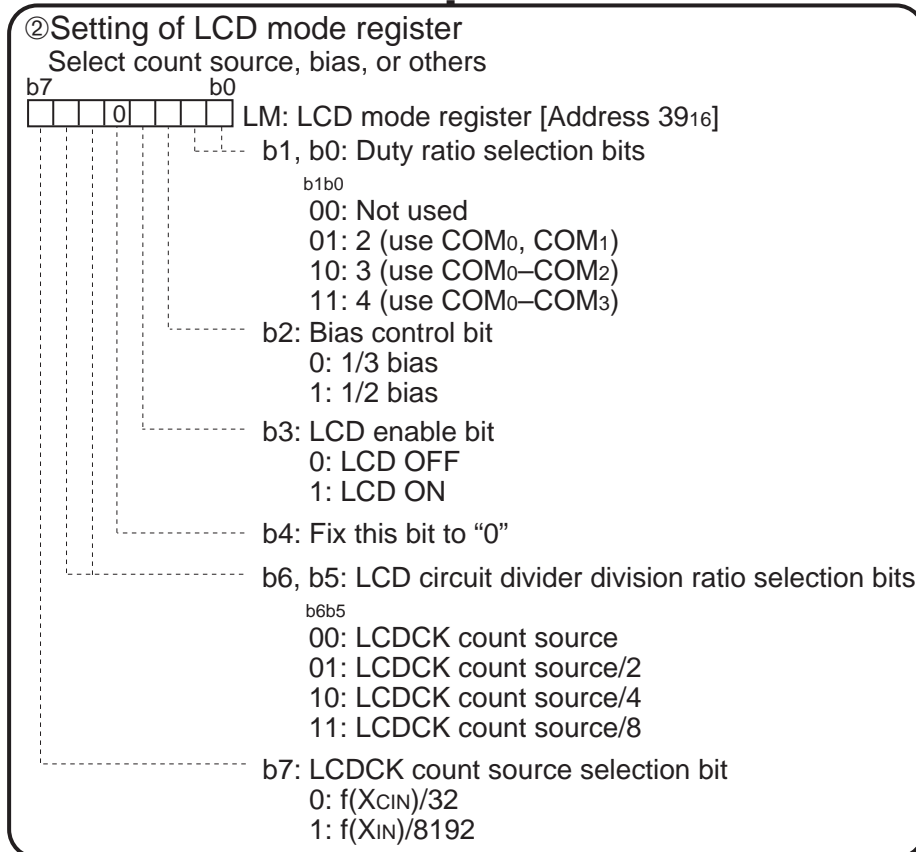 ②Setting of LCD mode register
Select count source, bias, or others
b7 b0
0 LM: LCD mode register [Address 3916]
b1, b0: Duty ratio selection bits
b1b0
00: Not used
01: 2 (use COM0, COM1)
10: 3 (use COM0–COM2)
11: 4 (use COM0–COM3)
b2: Bias control bit
0: 1/3 bias
1: 1/2 bias
b3: LCD enable bit
0: LCD OFF
1: LCD ON
b4: Fix this bit to “0”
b6, b5: LCD circuit divider division ratio selection bits
b6b5
00: LCDCK count source
01: LCDCK count source/2
10: LCDCK count source/4
11: LCDCK count source/8
b7: LCDCK count source selection bit
0: f(XCIN)/32
1: f(XIN)/8192